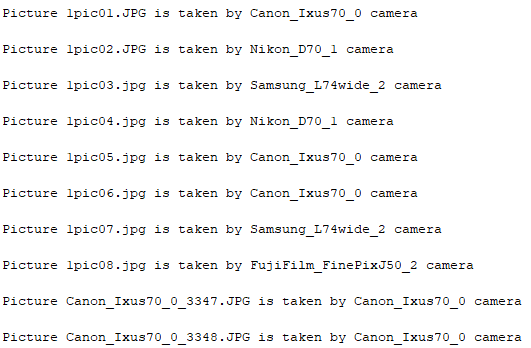 Picture 1pic01.JPG is taken by Canon_Ixus70_0 camera
Picture 1pic02.JPG is taken by Nikon_D70_1 camera
Picture 1pic03.jpg is taken by Samsung_L74wide_2 camera
Picture 1pic04.jpg is taken by Nikon_D70_1 camera
Picture 1pic05.jpg is taken by Canon_Ixus70_0 camera
Picture 1pic06.jpg is taken by Canon_Ixus70_0 camera
Picture 1pic07.jpg is taken by Samsung_L74wide_2 camera
Picture 1pic08.jpg is taken by FujiFilm_FinePixJ50_2 camera
Picture Canon_Ixus70_0_3347.JPG is taken by Canon_Ixus70_0 camera
Picture Canon_Ixus70_0_3348.JPG is taken by Canon_Ixus70_0 camera